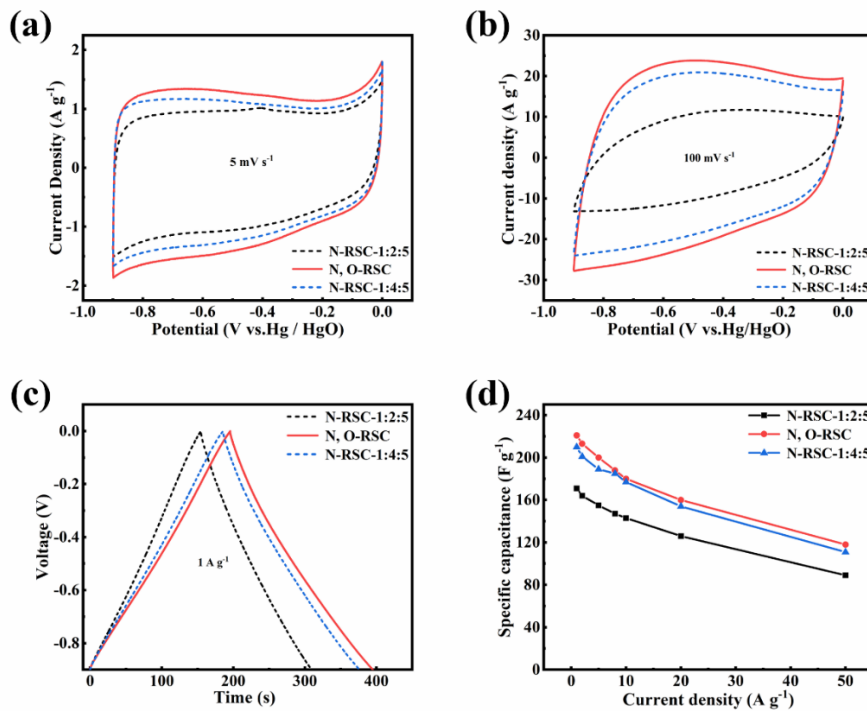 (a)
Current Density (A g-1)
2
1
0
-1
-2
5 mV s-1
N-RSC-1:2:5
N, O-RSC
N-RSC-1:4:5
-1.0 -0.8 -0.6 -0.4 -0.2 0.0
Potential (V vs.Hg / HgO)
(b)
Current density (A g-1)
30
20
10
0
-10
-20
-30
100 mV s-1
N-RSC-1:2:5
N, O-RSC
N-RSC-1:4:5
-1.0 -0.8 -0.6 -0.4 -0.2 0.0
Potential (V vs.Hg/HgO)
(c)
Voltage (V)
0.0
-0.2
-0.4
-0.6
-0.8
N-RSC-1:2:5
N, O-RSC
N-RSC-1:4:5
1 A g-1
0 100 200 300 400
Time (s)
(d)
Specific capacitance (F g-1)
240
200
160
120
80
40
0
N-RSC-1:2:5
N, O-RSC
N-RSC-1:4:5
0 10 20 30 40 50
Current density (A g-1)